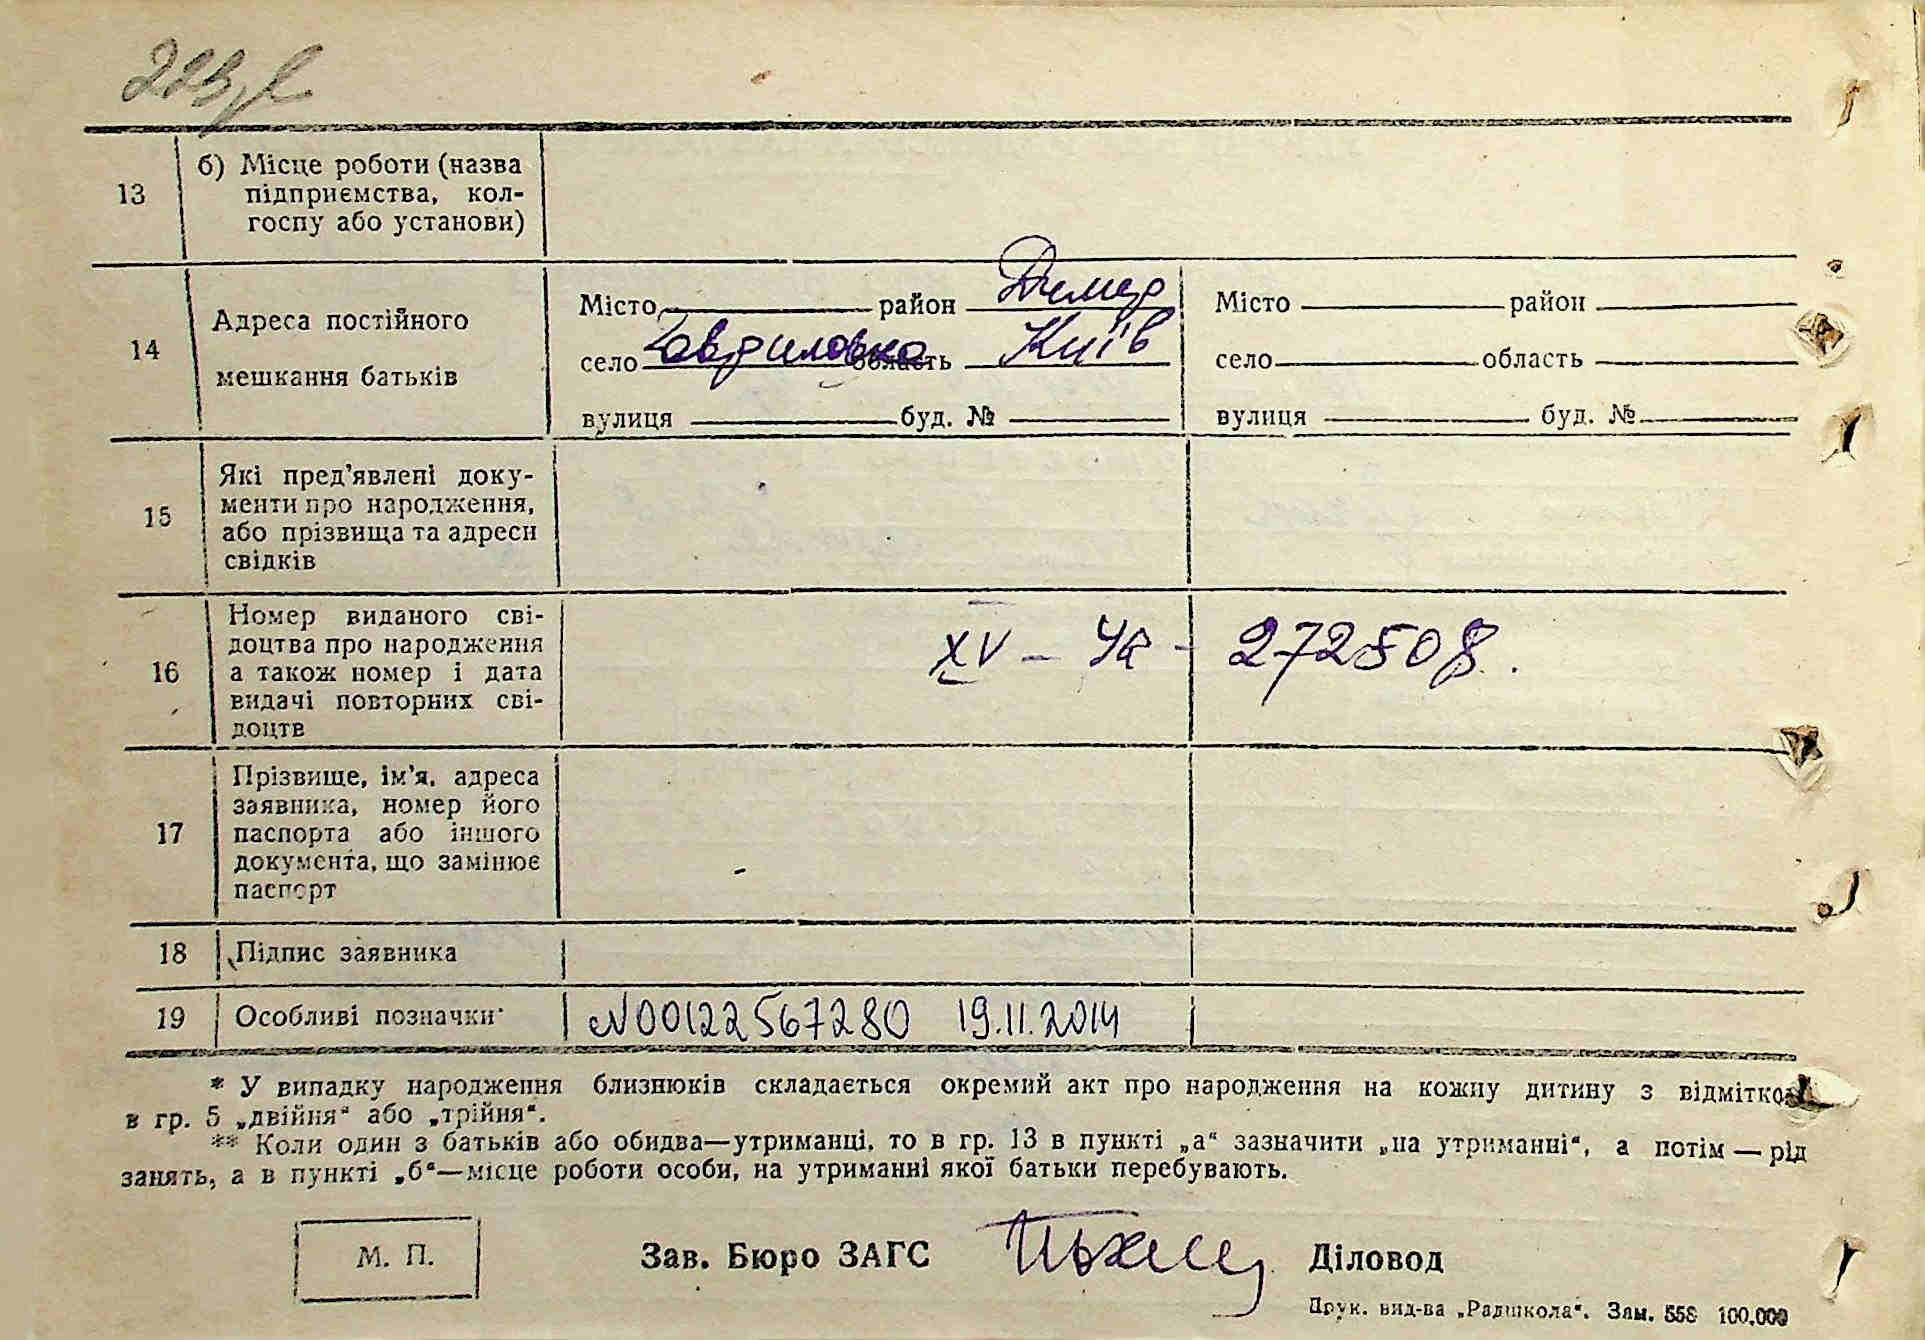 13
б) Місце роботи (назва
підприємства, кол-
госпу або установи)
14
Адреса постійного
мешкання батьків
Місто район Димер
село Гавриловка область Київ
вулиця буд. №
Місто район
село область
вулиця буд. №
15
Які пред'явлені доку-
менти про народження,
або прізвища та адреси
свідків
16
Номер виданого сві-
доцтва про народження
а також номер і дата
видачі повторних сві-
доцтв
XV – УК - 272508.
17
Прізвище, ім'я, адреса
заявника, номер його
паспорта або іншого
документа, що замінює
паспорт
18
Підпис заявника
19
Особливі позначки
N00122567280 19.11.2014
* У випадку народження близнюків складається окремий акт про народження на кожну дитину з відміткою
в гр. 5 „двійня“ або „трійня“.
** Коли один з батьків або обидва—утриманці, то в гр. 13 в пункті „а“ зазначити „на утриманні“, а потім — рід
занять, а в пункті „б“—місце роботи особи, на утриманні якої батьки перебувають.
М. П.
Зав. Бюро ЗАГС
Діловод
Друк. вид-ва „Радшкола“. Зам. 558 100.000